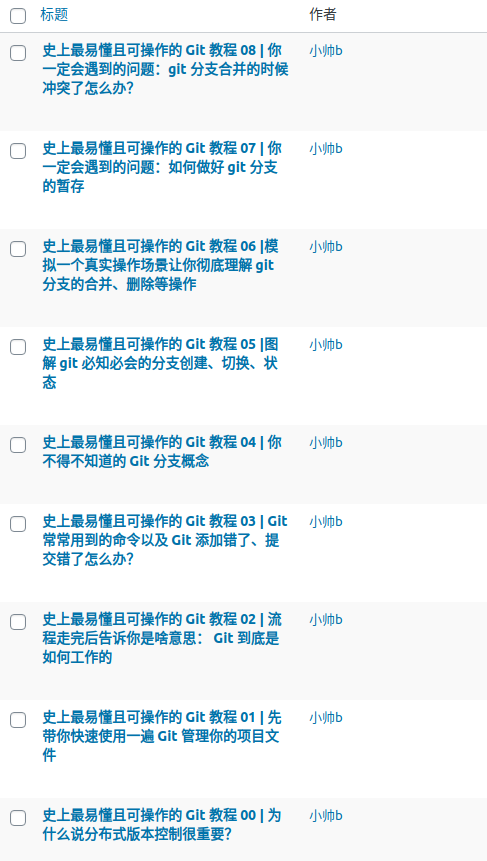 标题 作者
史上最易懂且可操作的 Git 教程 08 | 你 小帅b
一定会遇到的问题：git 分支合并的时候
冲突了怎么办？
史上最易懂且可操作的 Git 教程 07 | 你 小帅b
一定会遇到的问题：如何做好 git 分支
的暂存
史上最易懂且可操作的 Git 教程 06 |模 小帅b
拟一个真实操作场景让你彻底理解 git
分支的合并、删除等操作
史上最易懂且可操作的 Git 教程 05 |图 小帅b
解 git 必知必会的分支创建、切换、状
态
史上最易懂且可操作的 Git 教程 04 | 你 小帅b
不得不知道的 Git 分支概念
史上最易懂且可操作的 Git 教程 03 | Git 小帅b
常常用到的命令以及 Git 添加错了、提
交错了怎么办？
史上最易懂且可操作的 Git 教程 02 | 流 小帅b
程走完后告诉你是啥意思： Git 到底是
如何工作的
史上最易懂且可操作的 Git 教程 01 | 先 小帅b
带你快速使用一遍 Git 管理你的项目文
件
史上最易懂且可操作的 Git 教程 00 | 为 小帅b
什么说分布式版本控制很重要？